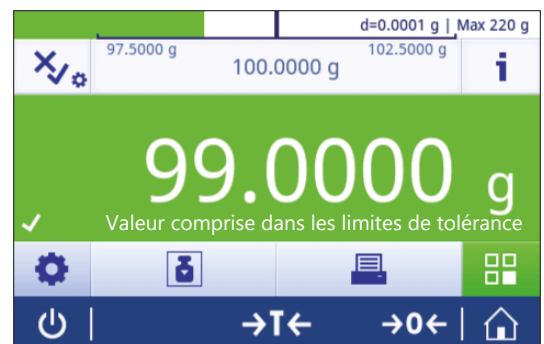 d=0.0001 g | Max 220 g
97.5000 g 102.5000 g
100.0000 g
i
99.0000 g
Valeur comprise dans les limites de tolérance
→T← →0←